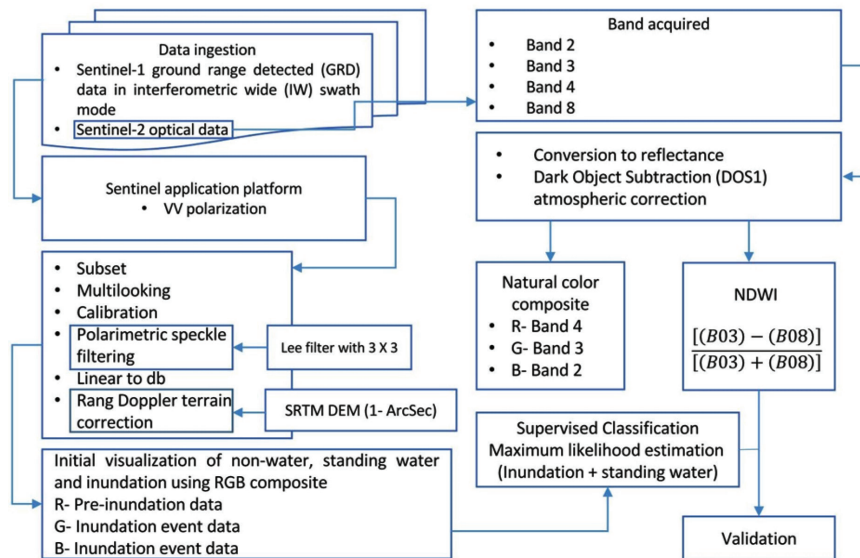 Data ingestion
• Sentinel-1 ground range detected (GRD)
data in interferometric wide (IW) swath
mode
• Sentinel-2 optical data
Band acquired
• Band 2
• Band 3
• Band 4
• Band 8
Sentinel application platform
• VV polarization
• Conversion to reflectance
• Dark Object Subtraction (DOS1)
atmospheric correction
• Subset
• Multilooking
• Calibration
• Polarimetric speckle
filtering
• Linear to db
• Rang Doppler terrain
correction
Lee filter with 3 X 3
SRTM DEM (1- ArcSec)
Natural color
composite
• R- Band 4
• G- Band 3
• B- Band 2
NDWI
[(B03) − (B08)]
[(B03) + (B08)]
Initial visualization of non-water, standing water
and inundation using RGB composite
R- Pre-inundation data
G- Inundation event data
B- Inundation event data
Supervised Classification
Maximum likelihood estimation
(Inundation + standing water)
Validation